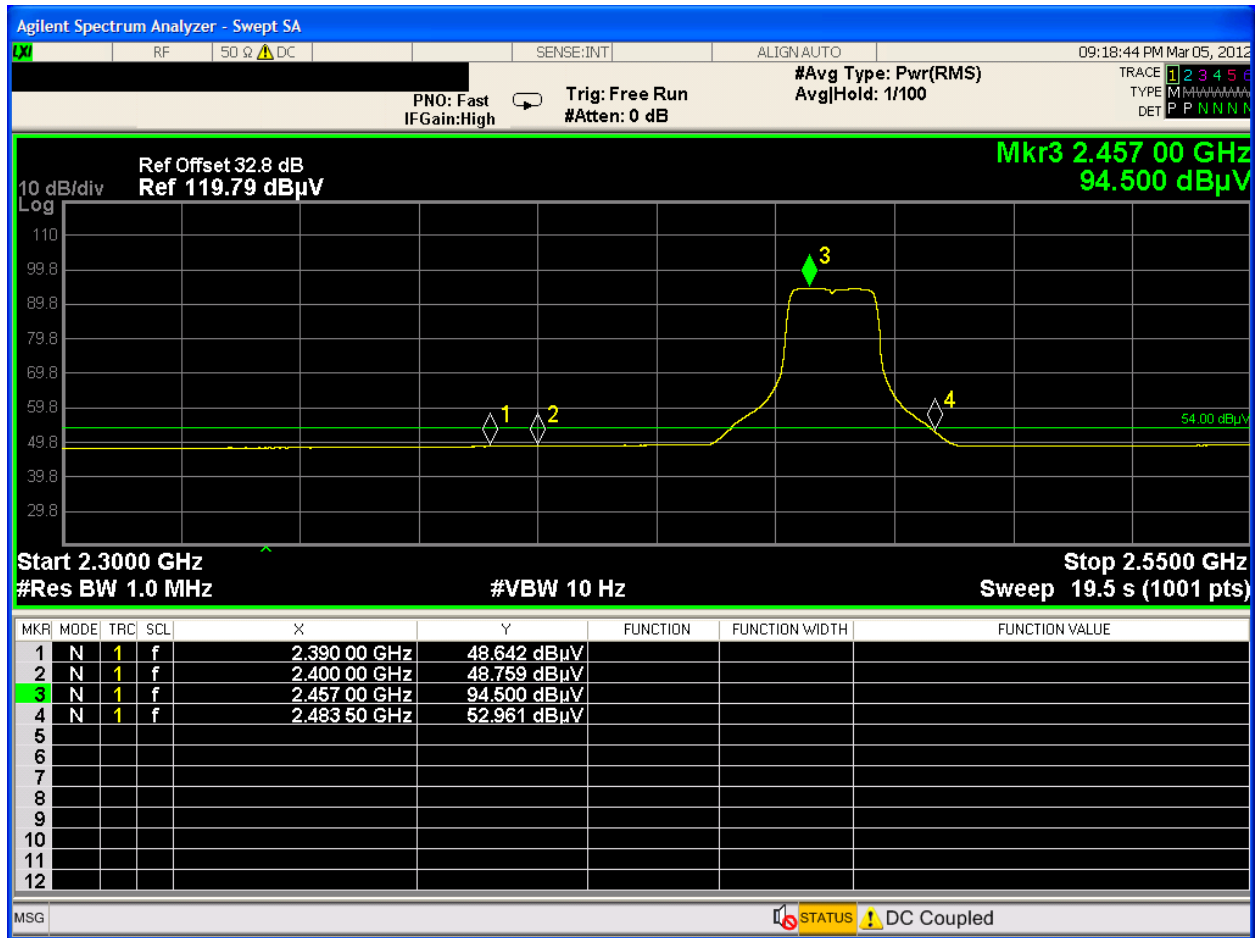 Agilent Spectrum Analyzer - Swept SA
LXI RF 50 Ω DC SENSE:INT ALIGN AUTO 09:18:44 PM Mar 05, 2012
PNO: Fast
IFGain:High
Trig: Free Run
#Atten: 0 dB
#Avg Type: Pwr(RMS)
Avg|Hold: 1/100
TRACE 1 2 3 4 5 6
TYPE M M W W W W
DET P P N N N N
Mkr3 2.457 00 GHz
94.500 dBµV
Ref Offset 32.8 dB
10 dB/div Ref 119.79 dBµV
Log
110
99.8
89.8
79.8
69.8
59.8
49.8
39.8
29.8
3
1
2
4
54.00 dBµV
Start 2.3000 GHz Stop 2.5500 GHz
#Res BW 1.0 MHz #VBW 10 Hz Sweep 19.5 s (1001 pts)
MKR MODE TRC SCL X Y FUNCTION FUNCTION WIDTH FUNCTION VALUE
1 N 1 f 2.390 00 GHz 48.642 dBµV
2 N 1 f 2.400 00 GHz 48.759 dBµV
3 N 1 f 2.457 00 GHz 94.500 dBµV
4 N 1 f 2.483 50 GHz 52.961 dBµV
5
6
7
8
9
10
11
12
MSG STATUS DC Coupled